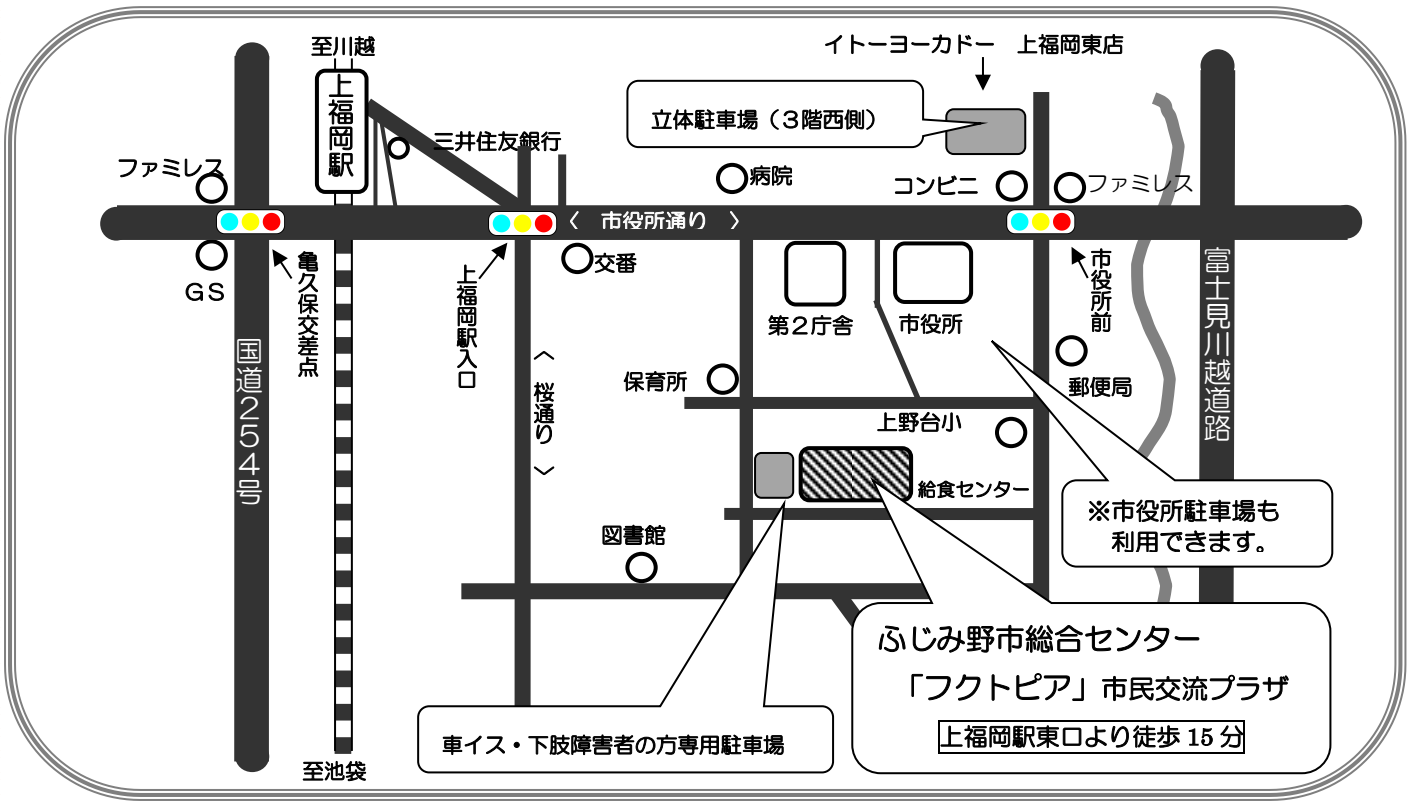 至川越
イトーヨーカドー　上福岡東店
上福岡駅
立体駐車場（３階西側）
三井住友銀行
ファミレス
病院
コンビニ
ファミレス
〈　市役所通り　〉
ＧＳ
亀久保交差点
上福岡駅入口
交番
第２庁舎
市役所
市役所前
富士見川越道路
国道２５４号
〈　桜通り　〉
保育所
郵便局
上野台小
給食センター
※市役所駐車場も
利用できます。
図書館
ふじみ野市総合センター
「フクトピア」市民交流プラザ
上福岡駅東口より徒歩 15 分
車イス・下肢障害者の方専用駐車場
至池袋